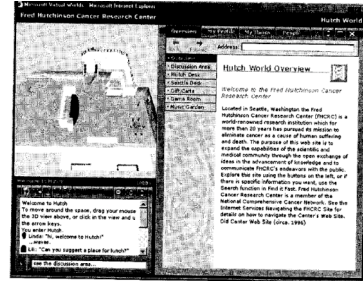 Microsoft Virtual Worlds - Microsoft Internet Explorer
Fred Hutchinson Cancer Research Center
Hutch World
Overview
My Profile
People
Address:
Discussion Area
Hutch Desk
Seattle Desk
Gift Carts
Game Room
Music Garden
Hutch World Overview
Welcome to the Fred Hutchinson Cancer
Research Center
Located in Seattle, Washington the Fred
Hutchinson Cancer Research Center (FHCRC) is a
world-renowned research institution which for
more than 20 years has pursued its mission to
eliminate cancer as a cause of human suffering
and death. The purpose of this web site is to
expand the capabilities of the scientific and
medical community through the open exchange of
ideas in the advancement of knowledge and to
communicate FHCRC's endeavors with the public.
Explore this site using the buttons on the left, or if
there is specific information you want, use the
Search function in Find it Fast. Fred Hutchinson
Cancer Research Center is a member of the
National Comprehensive Cancer Network. See the
Internet Services Navigating the FHCRC Site for
details on how to navigate the Center's Web Site.
Old Center Web Site (circa. 1996)
Welcome to Hutch
To move around the space, drag your mouse
the 3D view above, or click in the view and u
the arrow keys.
You enter Hutch.
Linda: "hi, welcome to Hutch!"
...waves.
Lili: "Can you suggest a place for lunch?"
see the discussion area...